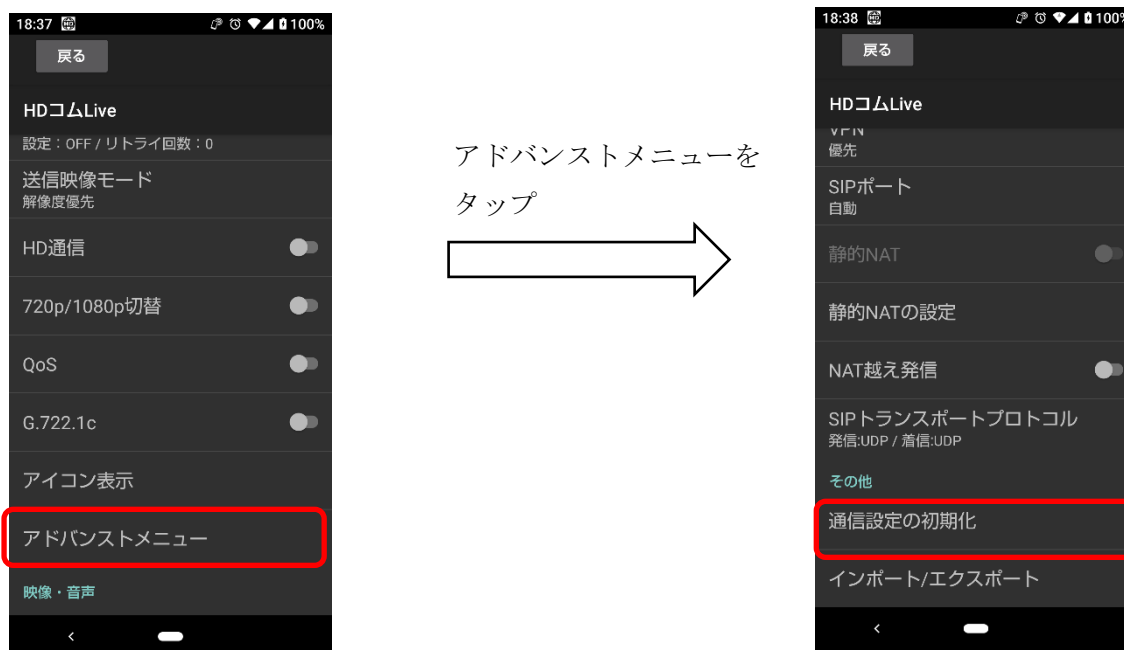 18:37
100%
戻る
HDコムLive
設定：OFF / リトライ回数：0
送信映像モード
解像度優先
HD通信
720p/1080p切替
QoS
G.722.1c
アイコン表示
アドバンストメニュー
映像・音声
アドバンストメニューを
タップ
18:38
100%
戻る
HDコムLive
VPN
優先
SIPポート
自動
静的NAT
静的NATの設定
NAT越え発信
SIPトランスポートプロトコル
発信:UDP / 着信:UDP
その他
通信設定の初期化
インポート/エクスポート